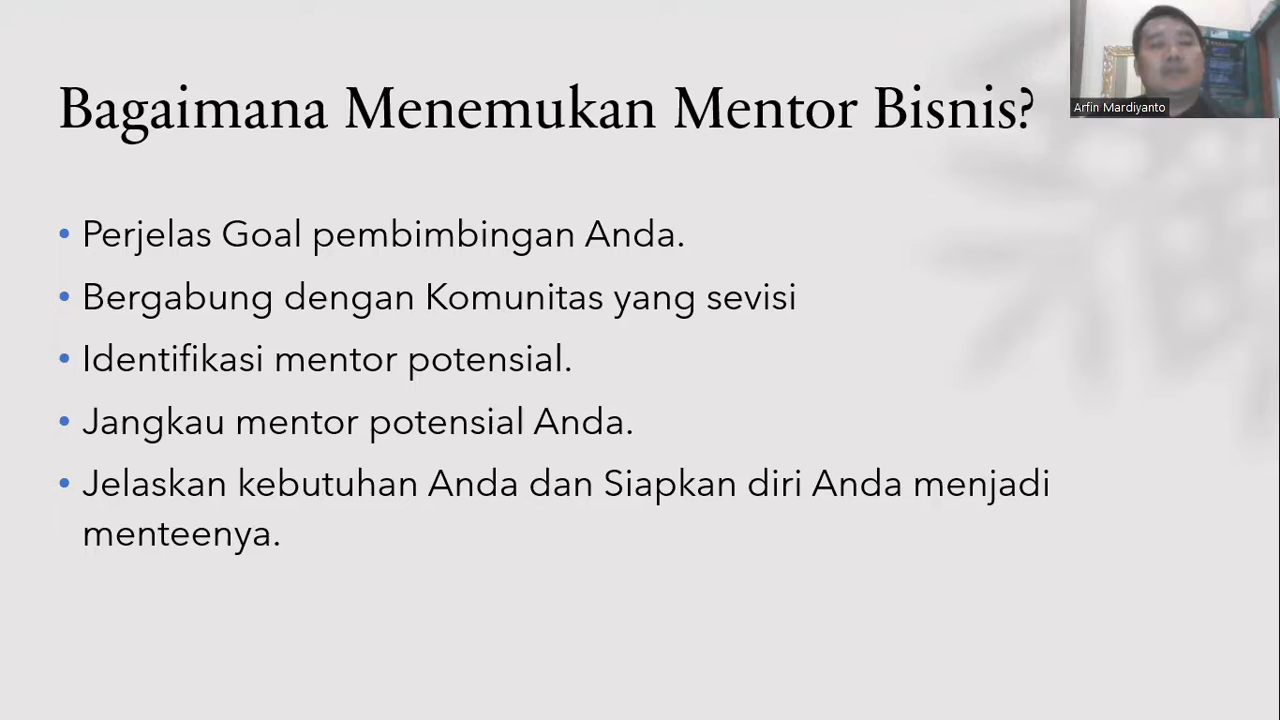 Bagaimana Menemukan Mentor Bisnis?
Arfin Mardiyanto
• Perjelas Goal pembimbingan Anda.
• Bergabung dengan Komunitas yang sevisi
• Identifikasi mentor potensial.
• Jangkau mentor potensial Anda.
• Jelaskan kebutuhan Anda dan Siapkan diri Anda menjadi
menteenya.